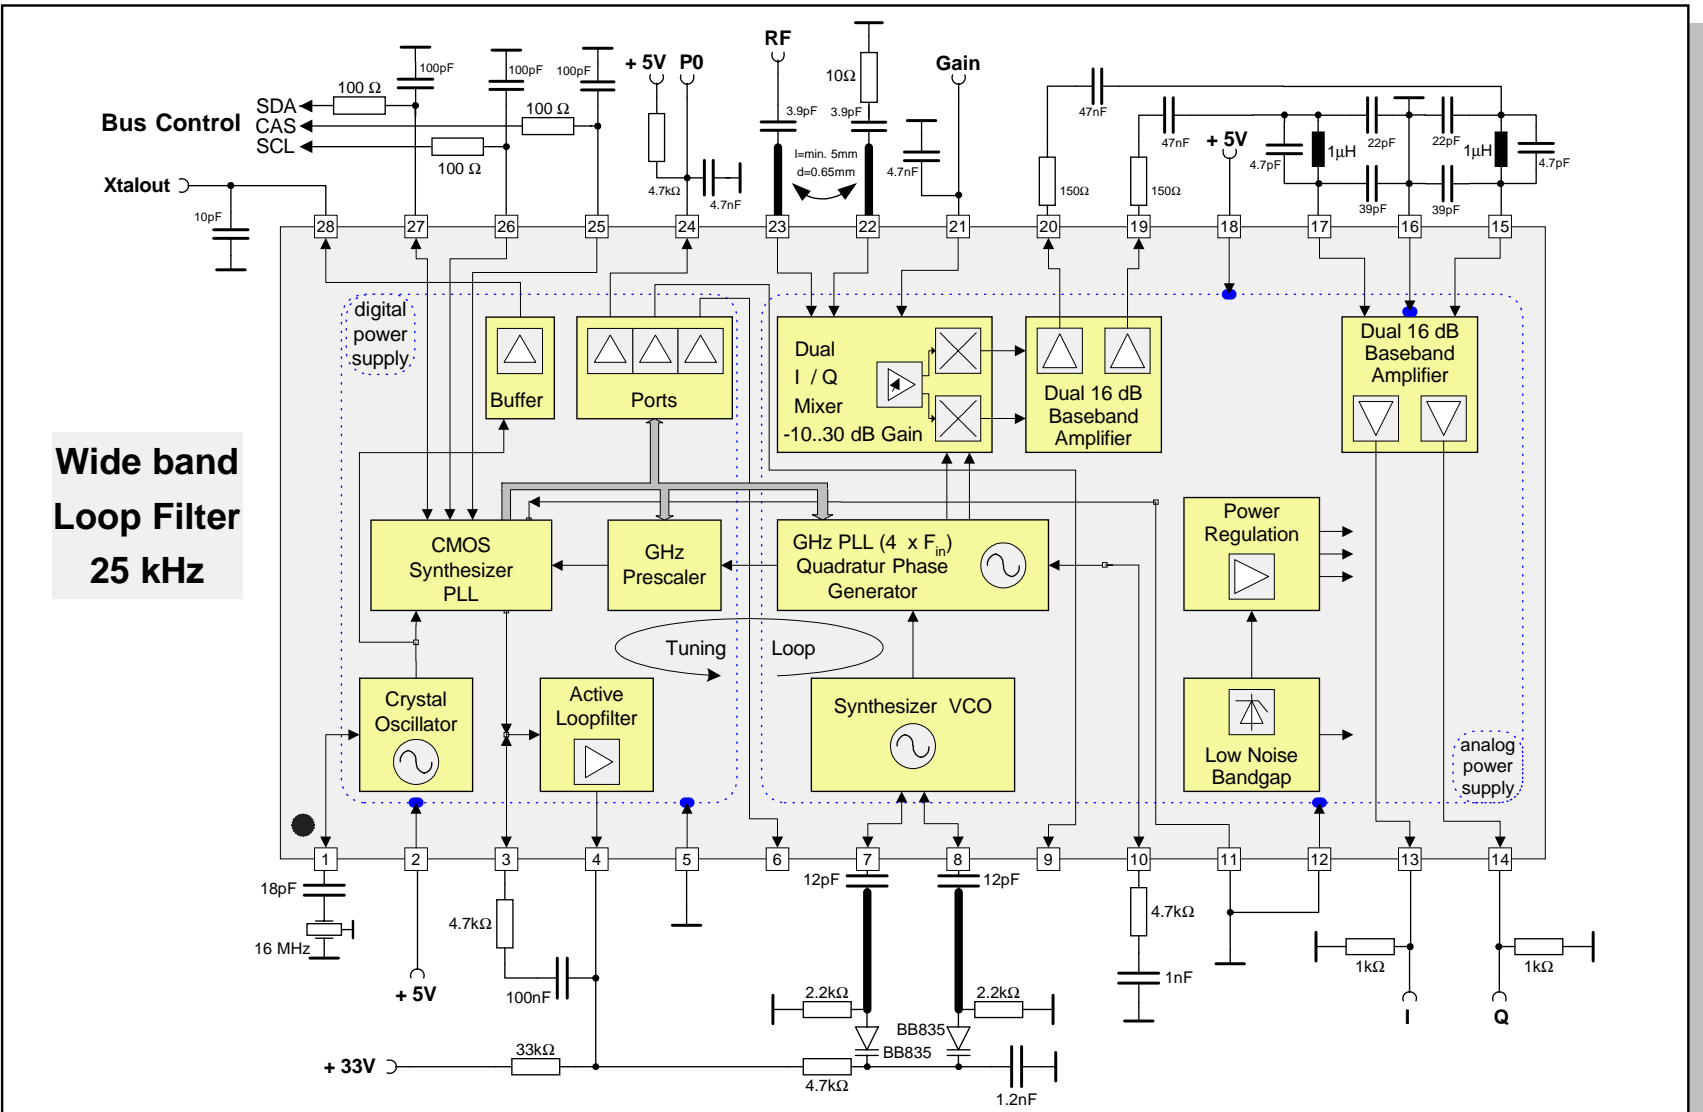 RF
+ 5V P0
Gain
100pF
100pF
100pF
10Ω
100 Ω
SDA
Bus Control
CAS
100 Ω
SCL
100 Ω
3.9pF
3.9pF
47nF
47nF
+ 5V
22pF
22pF
1µH
1µH
4.7pF
4.7pF
l=min. 5mm
d=0.65mm
4.7kΩ
4.7nF
4.7nF
150Ω
150Ω
39pF
39pF
Xtalout
10pF
28
27
26
25
24
23
22
21
20
19
18
17
16
15
digital
power
supply
Buffer
Ports
Dual
I / Q
Mixer
-10..30 dB Gain
Dual 16 dB
Baseband
Amplifier
Dual 16 dB
Baseband
Amplifier
Wide band
Loop Filter
25 kHz
CMOS
Synthesizer
PLL
GHz
Prescaler
GHz PLL (4 x Fin)
Quadratur Phase
Generator
Power
Regulation
Tuning Loop
Crystal
Oscillator
Active
Loopfilter
Synthesizer VCO
Low Noise
Bandgap
analog
power
supply
1
2
3
4
5
6
7
8
9
10
11
12
13
14
18pF
16 MHz
+ 5V
4.7kΩ
100nF
12pF
12pF
4.7kΩ
1nF
1kΩ
1kΩ
I
Q
2.2kΩ
2.2kΩ
BB835
BB835
+ 33V
33kΩ
4.7kΩ
1.2nF